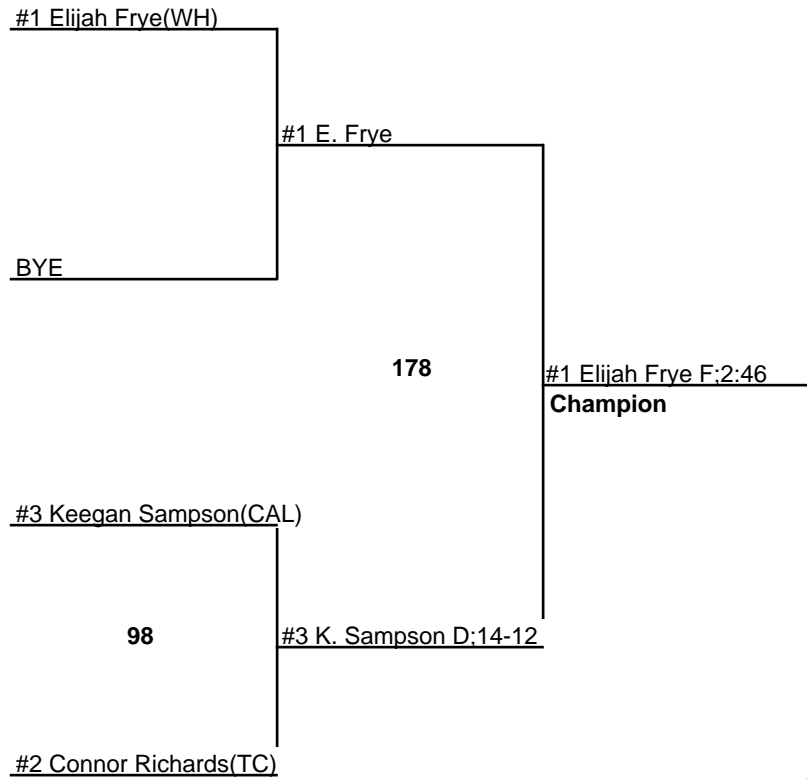 #1 Elijah Frye(WH)
#1 E. Frye
BYE
178
#1 Elijah Frye F;2:46
Champion
#3 Keegan Sampson(CAL)
98
#3 K. Sampson D;14-12
#2 Connor Richards(TC)